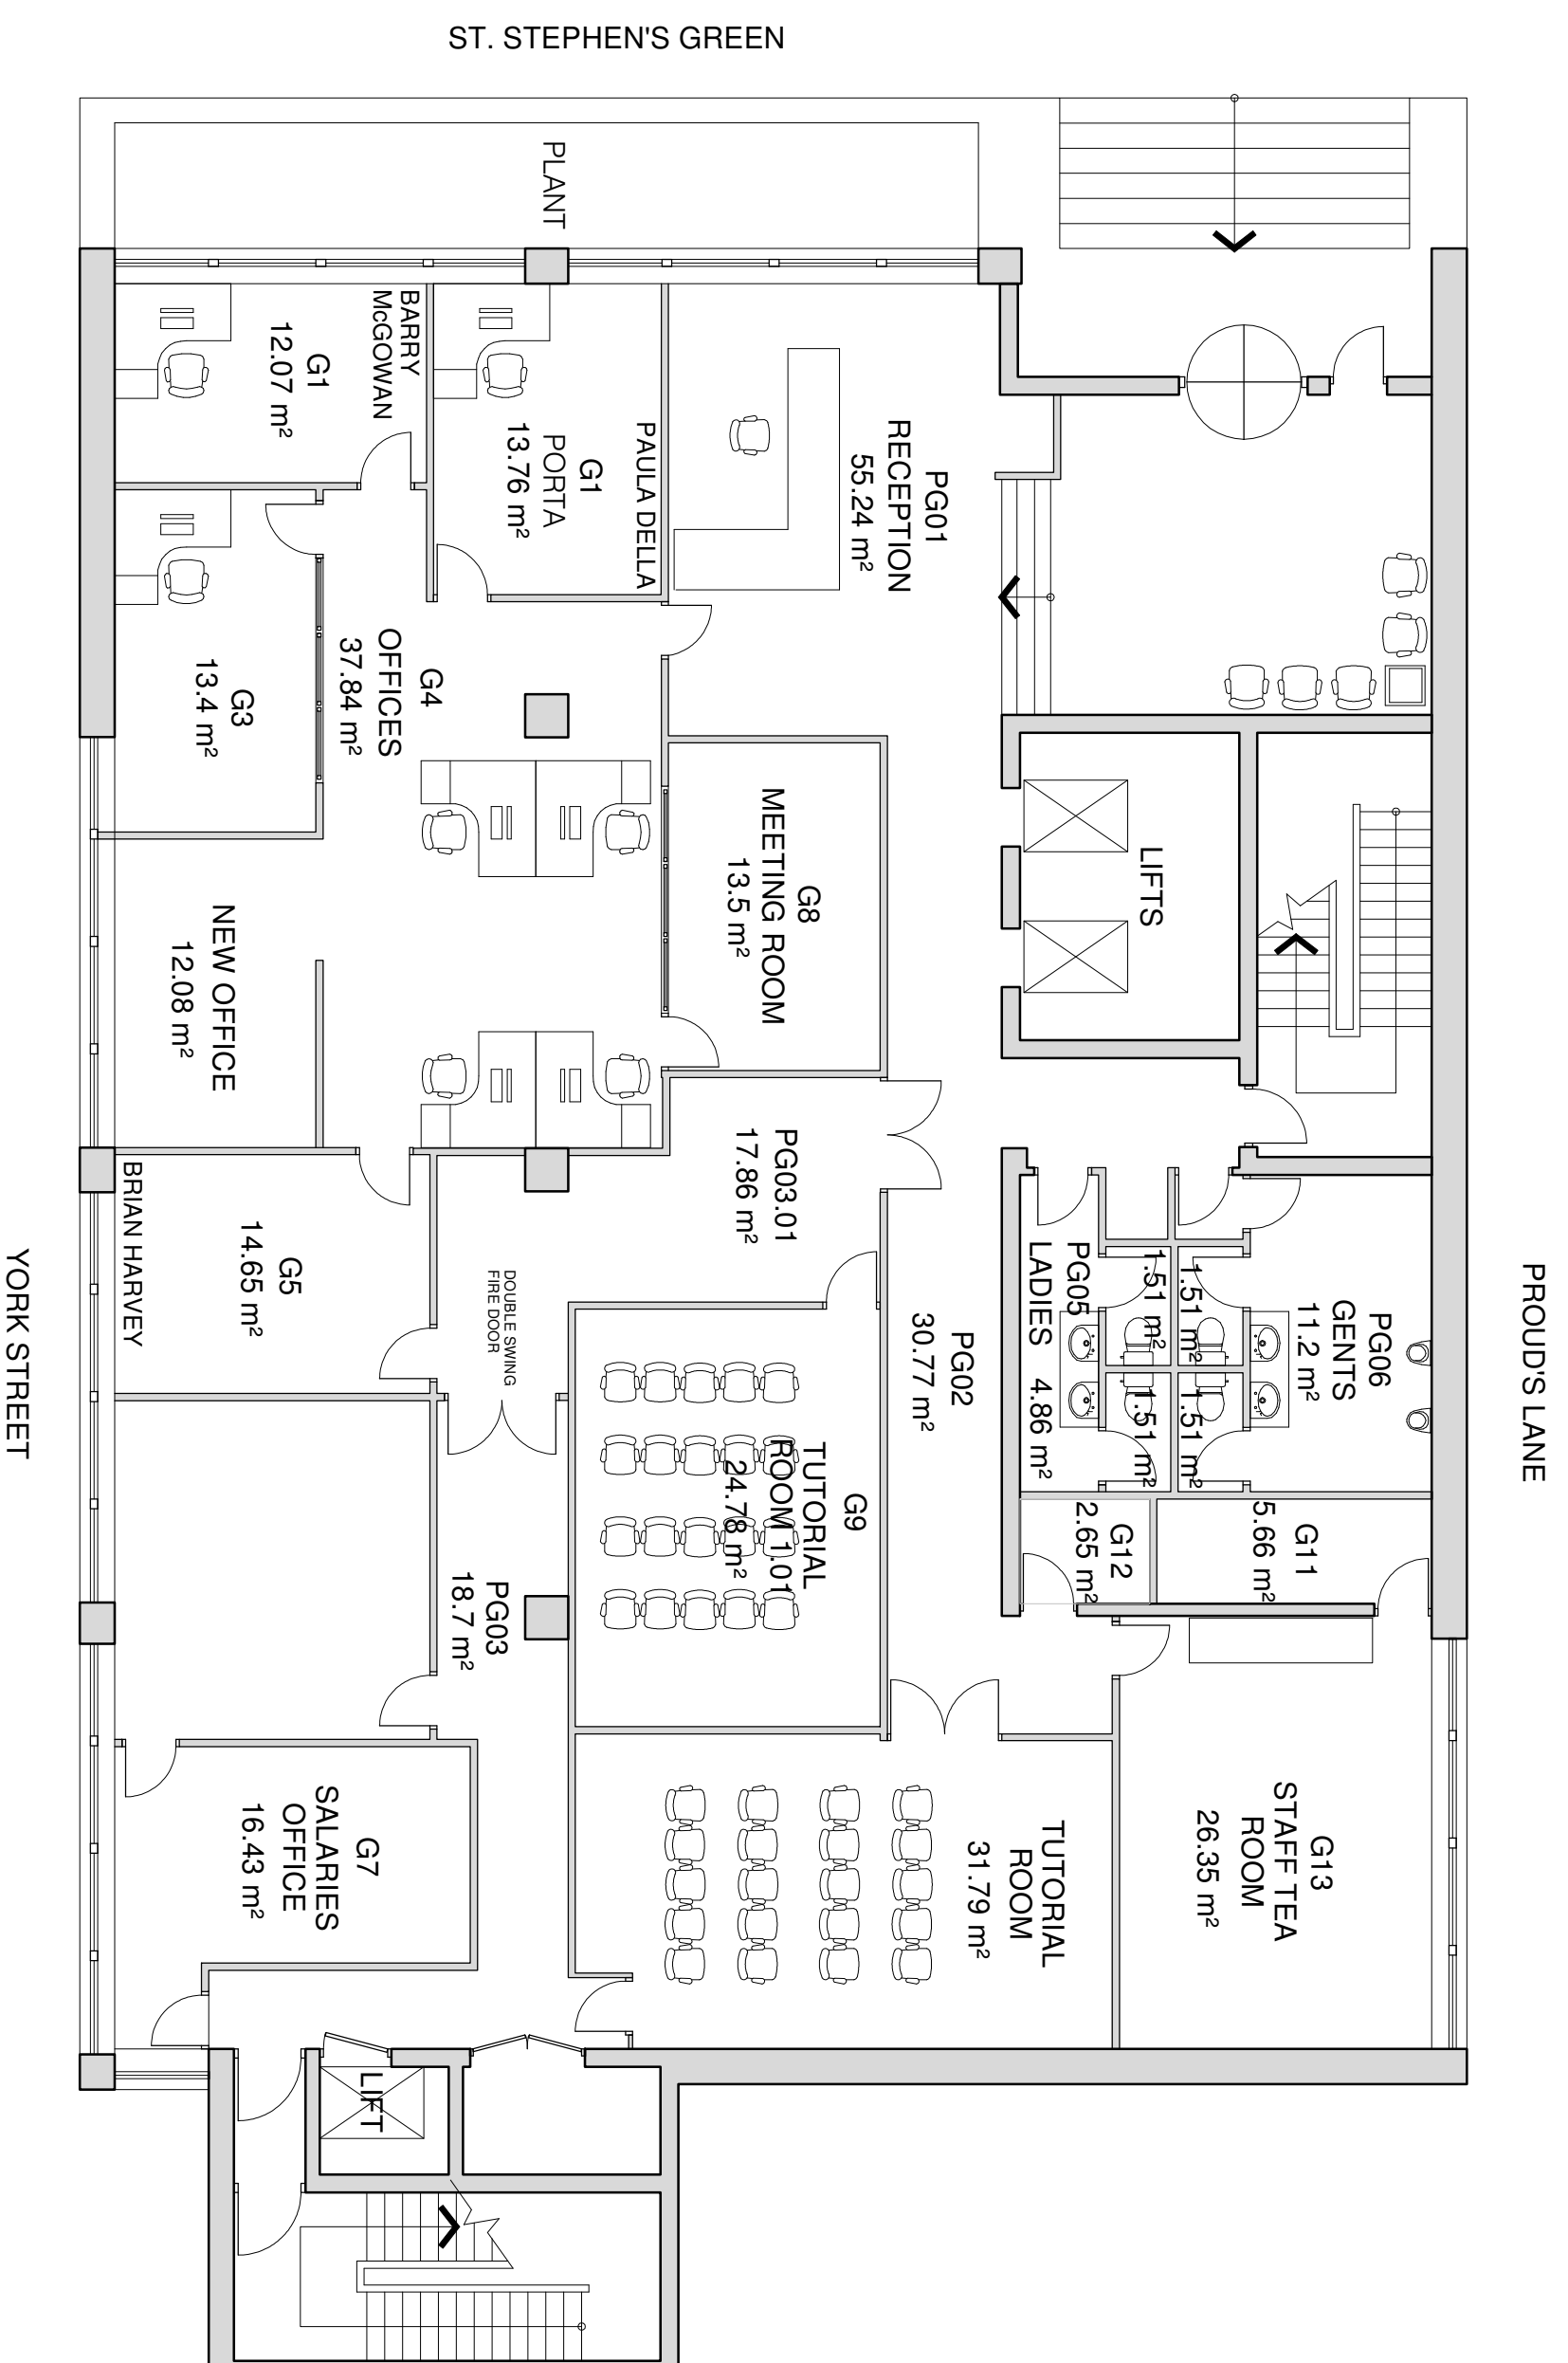 ST. STEPHEN'S GREEN
PLANT
BARRY
McGOWAN
G1
12.07 m²
PAULA DELLA
G1
PORTA
13.76 m²
PG01
RECEPTION
55.24 m²
G4
OFFICES
37.84 m²
G3
13.4 m²
G8
MEETING ROOM
13.5 m²
LIFTS
NEW OFFICE
12.08 m²
PG03.01
17.86 m²
BRIAN HARVEY
G5
14.65 m²
DOUBLE SWING
FIRE DOOR
PG02
30.77 m²
PG05
LADIES 4.86 m²
1.51 m²
1.51 m²
1.51 m²
1.51 m²
PG06
GENTS
11.2 m²
YORK STREET
PROUD'S LANE
G9
TUTORIAL
ROOM 1.01
24.78 m²
G12
2.65 m²
G11
5.66 m²
PG03
18.7 m²
G7
SALARIES
OFFICE
16.43 m²
TUTORIAL
ROOM
31.79 m²
G13
STAFF TEA
ROOM
26.35 m²
LIFT